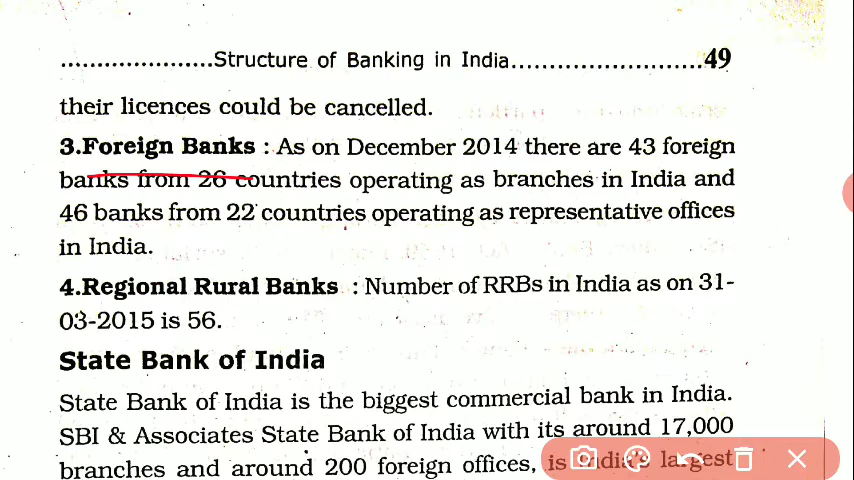 .....................Structure of Banking in India..........................49
their licences could be cancelled.
3.Foreign Banks : As on December 2014 there are 43 foreign
banks from 26 countries operating as branches in India and
46 banks from 22 countries operating as representative offices
in India.
4.Regional Rural Banks : Number of RRBs in India as on 31-
03-2015 is 56.
State Bank of India
State Bank of India is the biggest commercial bank in India.
SBI & Associates State Bank of India with its around 17,000
branches and around 200 foreign offices, is India's largest